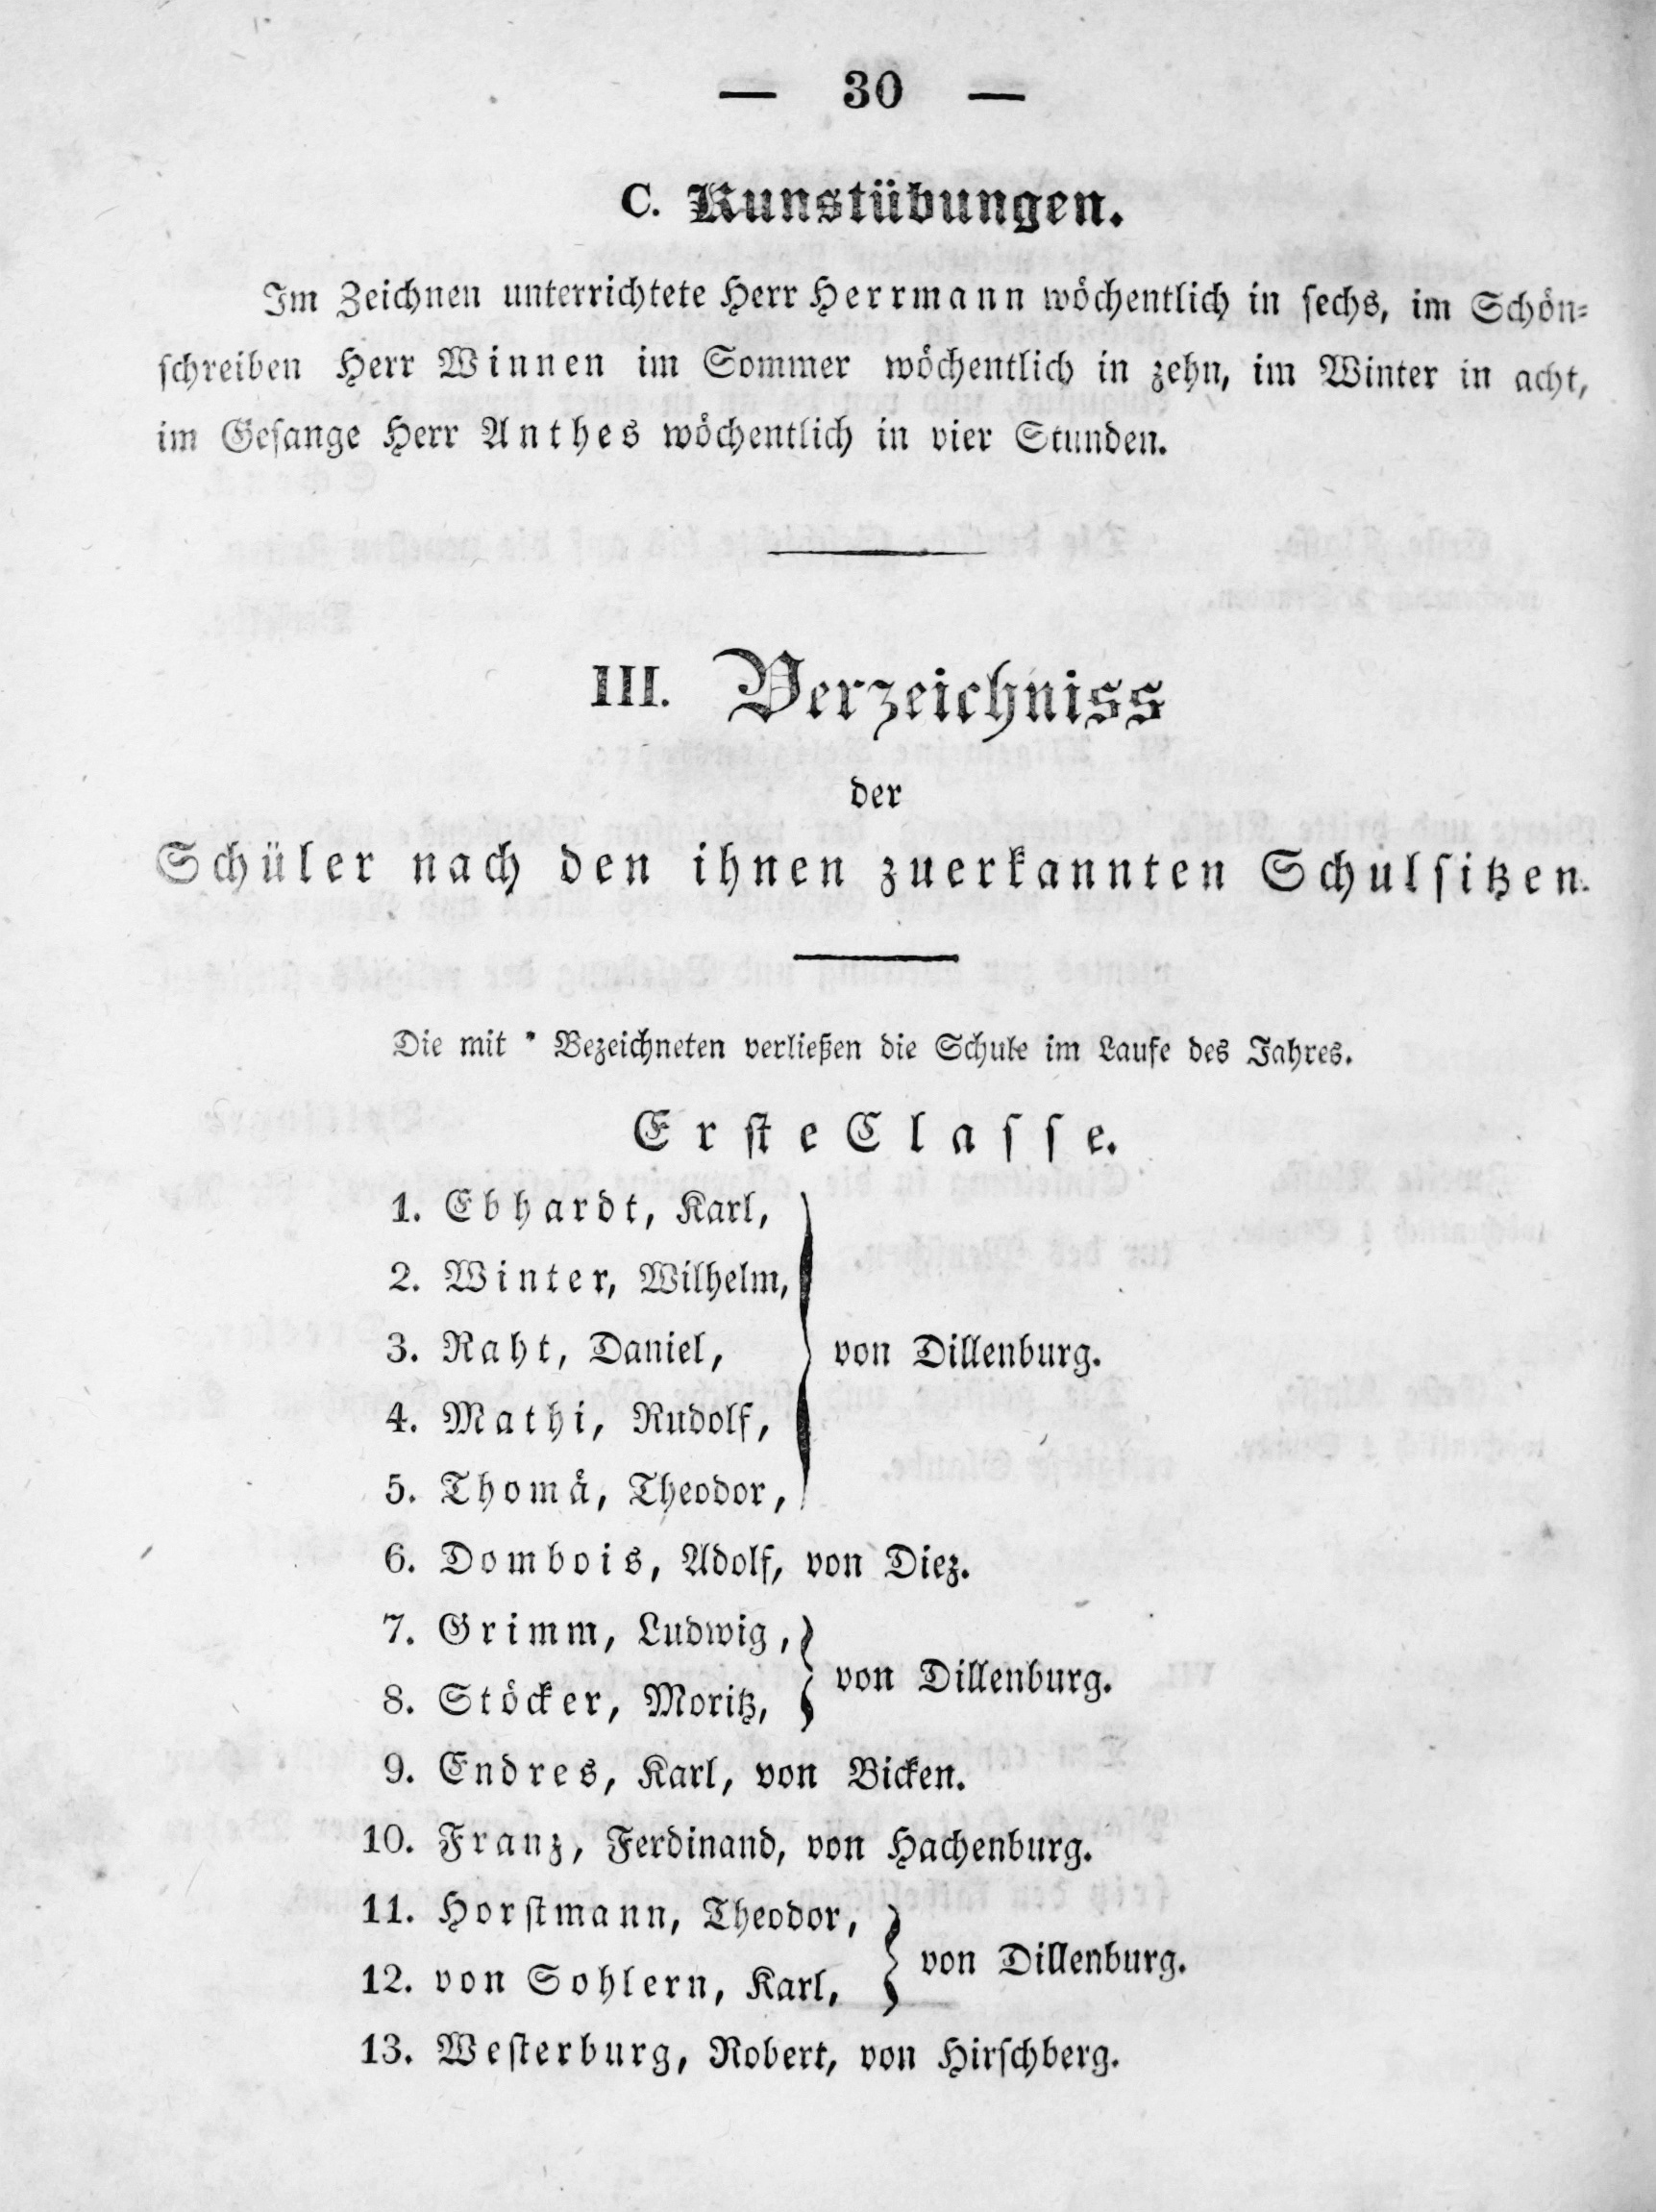 — 30 —
C. Kunstübungen.
Im Zeichnen unterrichtete Herr Herrmann wöchentlich in sechs, im Schön-
schreiben Herr Winnen im Sommer wöchentlich in zehn, im Winter in acht,
im Gesange Herr Anthes wöchentlich in vier Stunden.
III. Verzeichniss
der
Schüler nach den ihnen zuerkannten Schulsitzen.
Die mit * Bezeichneten verließen die Schule im Laufe des Jahres.
Erste Classe.
1. Ebhardt, Karl,
2. Winter, Wilhelm,
3. Raht, Daniel,
von Dillenburg.
4. Mathi, Rudolf,
5. Thomä, Theodor,
6. Dombois, Adolf, von Diez.
7. Grimm, Ludwig,
von Dillenburg.
8. Stöcker, Moritz,
9. Endres, Karl, von Bicken.
10. Franz, Ferdinand, von Hachenburg.
11. Horstmann, Theodor,
von Dillenburg.
12. von Sohlern, Karl,
13. Westerburg, Robert, von Hirschberg.